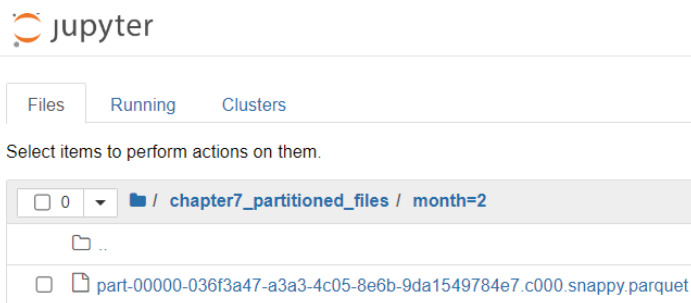 jupyter
Files Running Clusters
Select items to perform actions on them.
0 / chapter7_partitioned_files / month=2
..
part-00000-036f3a47-a3a3-4c05-8e6b-9da1549784e7.c000.snappy.parquet